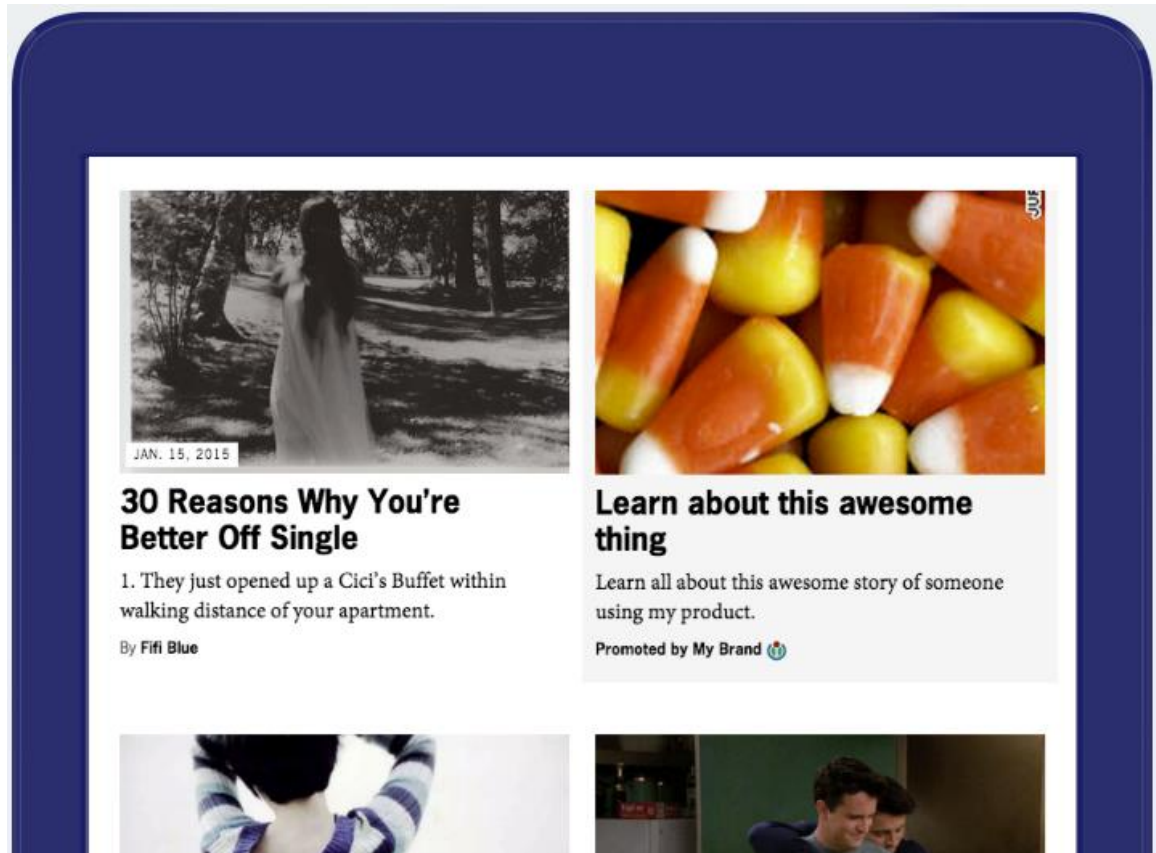 JAN. 15, 2015
30 Reasons Why You're
Better Off Single
1. They just opened up a Cici's Buffet within
walking distance of your apartment.
By Fifi Blue
Learn about this awesome
thing
Learn all about this awesome story of someone
using my product.
Promoted by My Brand